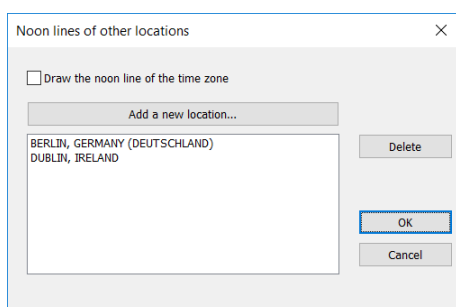 Noon lines of other locations
Draw the noon line of the time zone
Add a new location...
BERLIN, GERMANY (DEUTSCHLAND)
DUBLIN, IRELAND
Delete
OK
Cancel